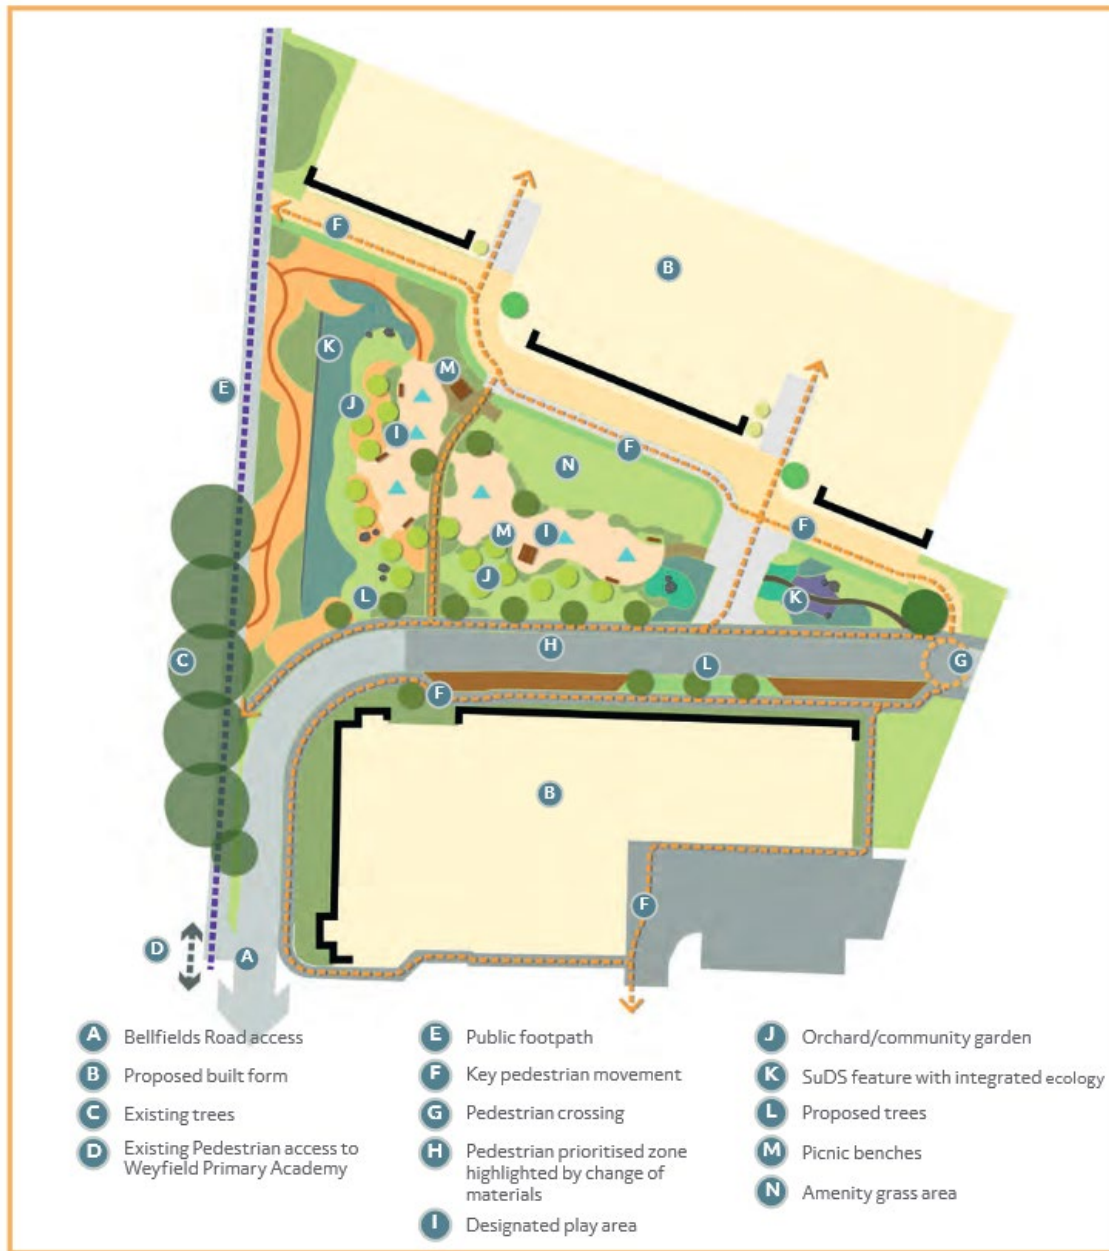 F
B
K
E
M
J
I
F
N
F
M
I
J
K
L
H
C
L
G
F
B
F
D
A
A Bellfields Road access
B Proposed built form
C Existing trees
D Existing Pedestrian access to
Weyfield Primary Academy
E Public footpath
F Key pedestrian movement
G Pedestrian crossing
H Pedestrian prioritised zone
highlighted by change of
materials
I Designated play area
J Orchard/community garden
K SuDS feature with integrated ecology
L Proposed trees
M Picnic benches
N Amenity grass area